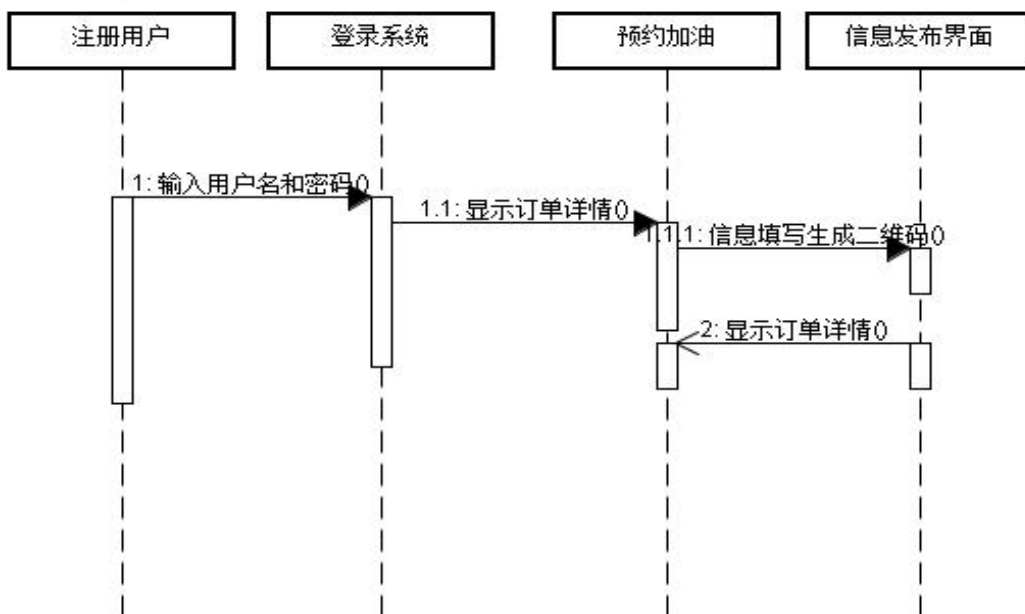 注册用户
登录系统
预约加油
信息发布界面
1: 输入用户名和密码()
1.1: 显示订单详情()
1.1.1: 信息填写生成二维码()
2: 显示订单详情()